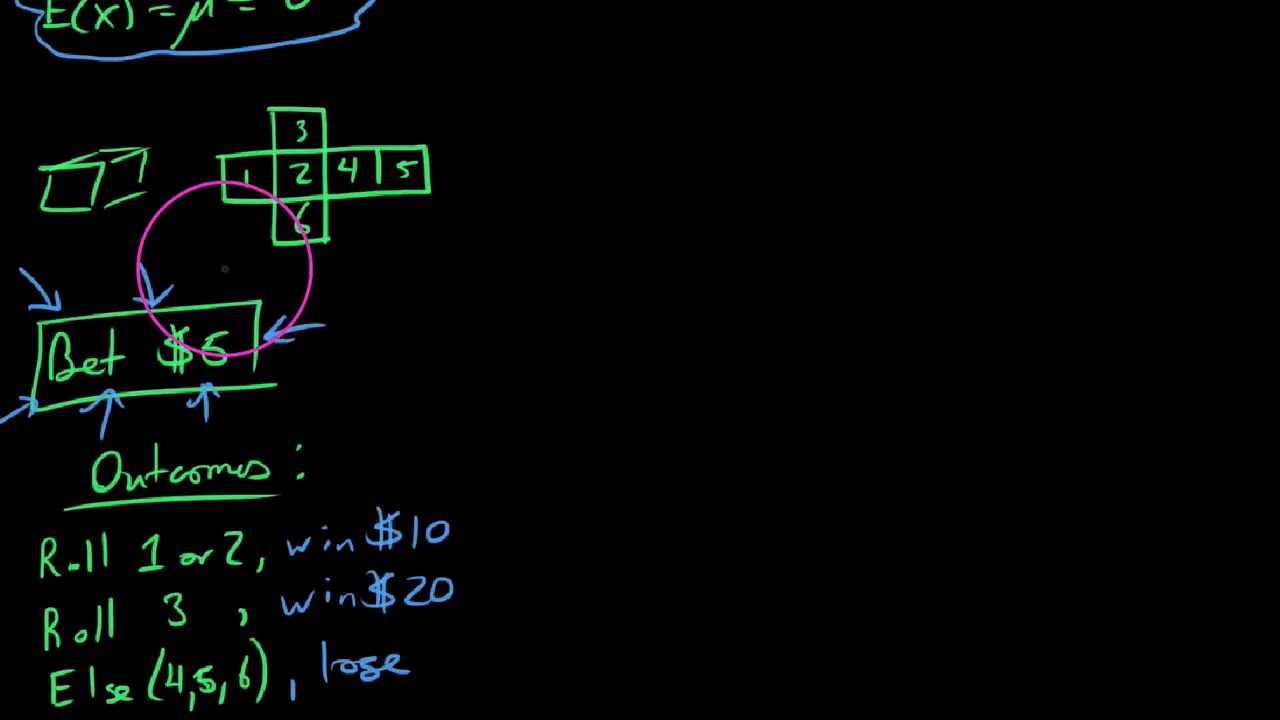 E(x) = μ = 0
3
1 2 4 5
6
Bet $5
Outcomes:
Roll 1 or 2, win $10
Roll 3, win $20
Else (4,5,6), lose